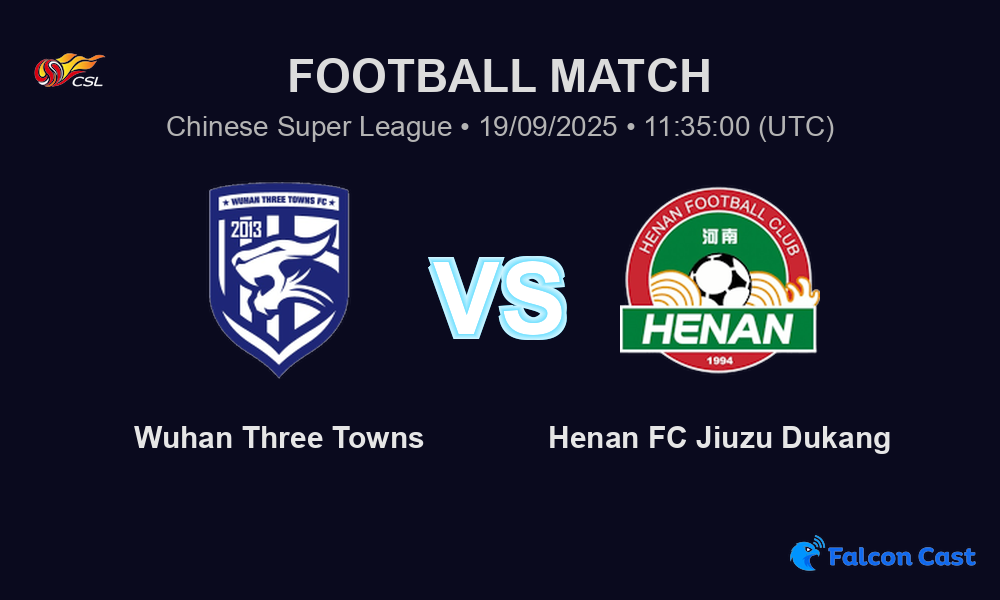 CSL
FOOTBALL MATCH
Chinese Super League • 19/09/2025 • 11:35:00 (UTC)
★ WUHAN THREE TOWNS FC ★
2013
VS
HENAN FOOTBALL CLUB
河南
HENAN
1994
Wuhan Three Towns
Henan FC Jiuzu Dukang
Falcon Cast